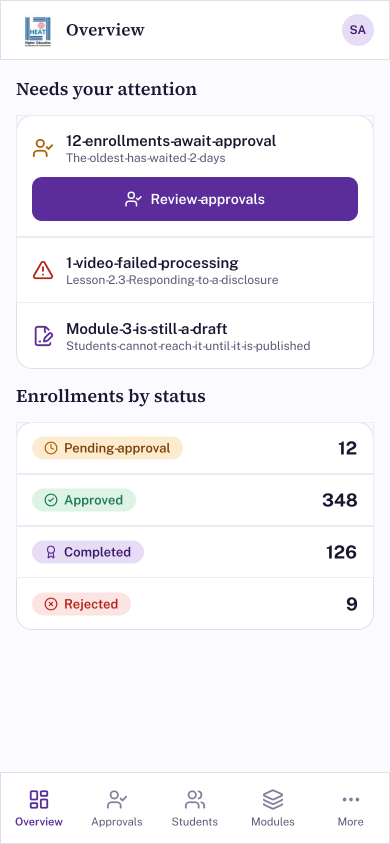 HEAT
Overview
SA
Needs your attention
12-enrollments-await-approval
The-oldest-has-waited-2-days
Review-approvals
1-video-failed-processing
Lesson-2.3-Responding-to-a-disclosure
Module-3-is-still-a-draft
Students-cannot-reach-it-until-it-is-published
Enrollments by status
Pending-approval 12
Approved 348
Completed 126
Rejected 9
Overview Approvals Students Modules More